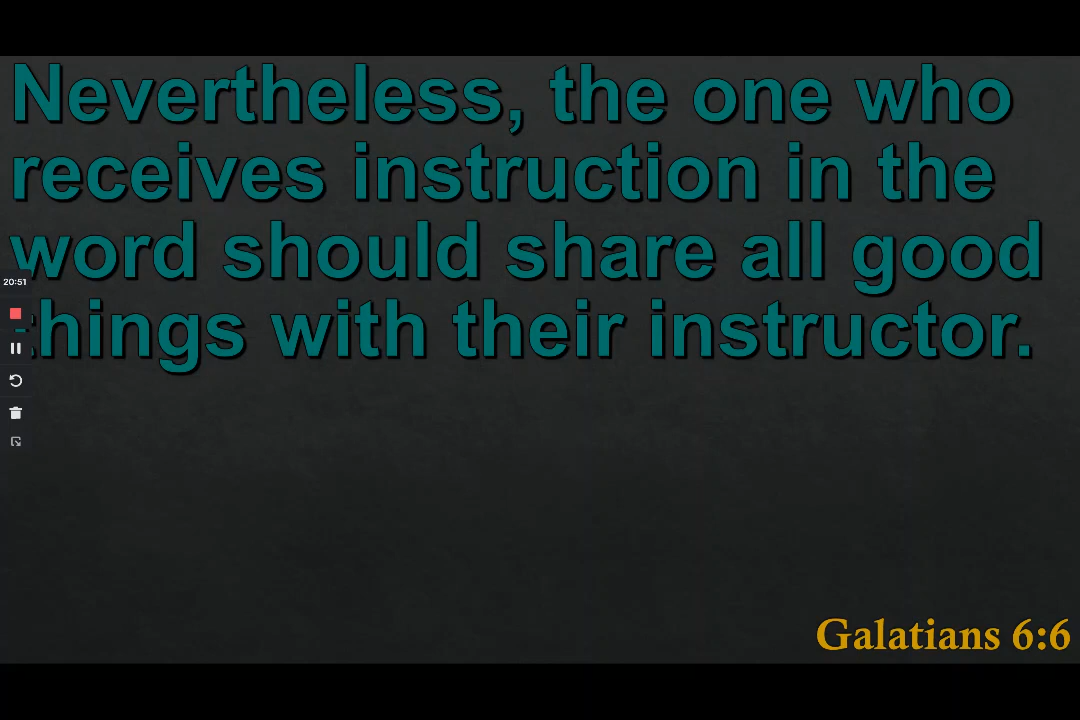 Nevertheless, the one who
receives instruction in the
word should share all good
things with their instructor.
20:51
Galatians 6:6